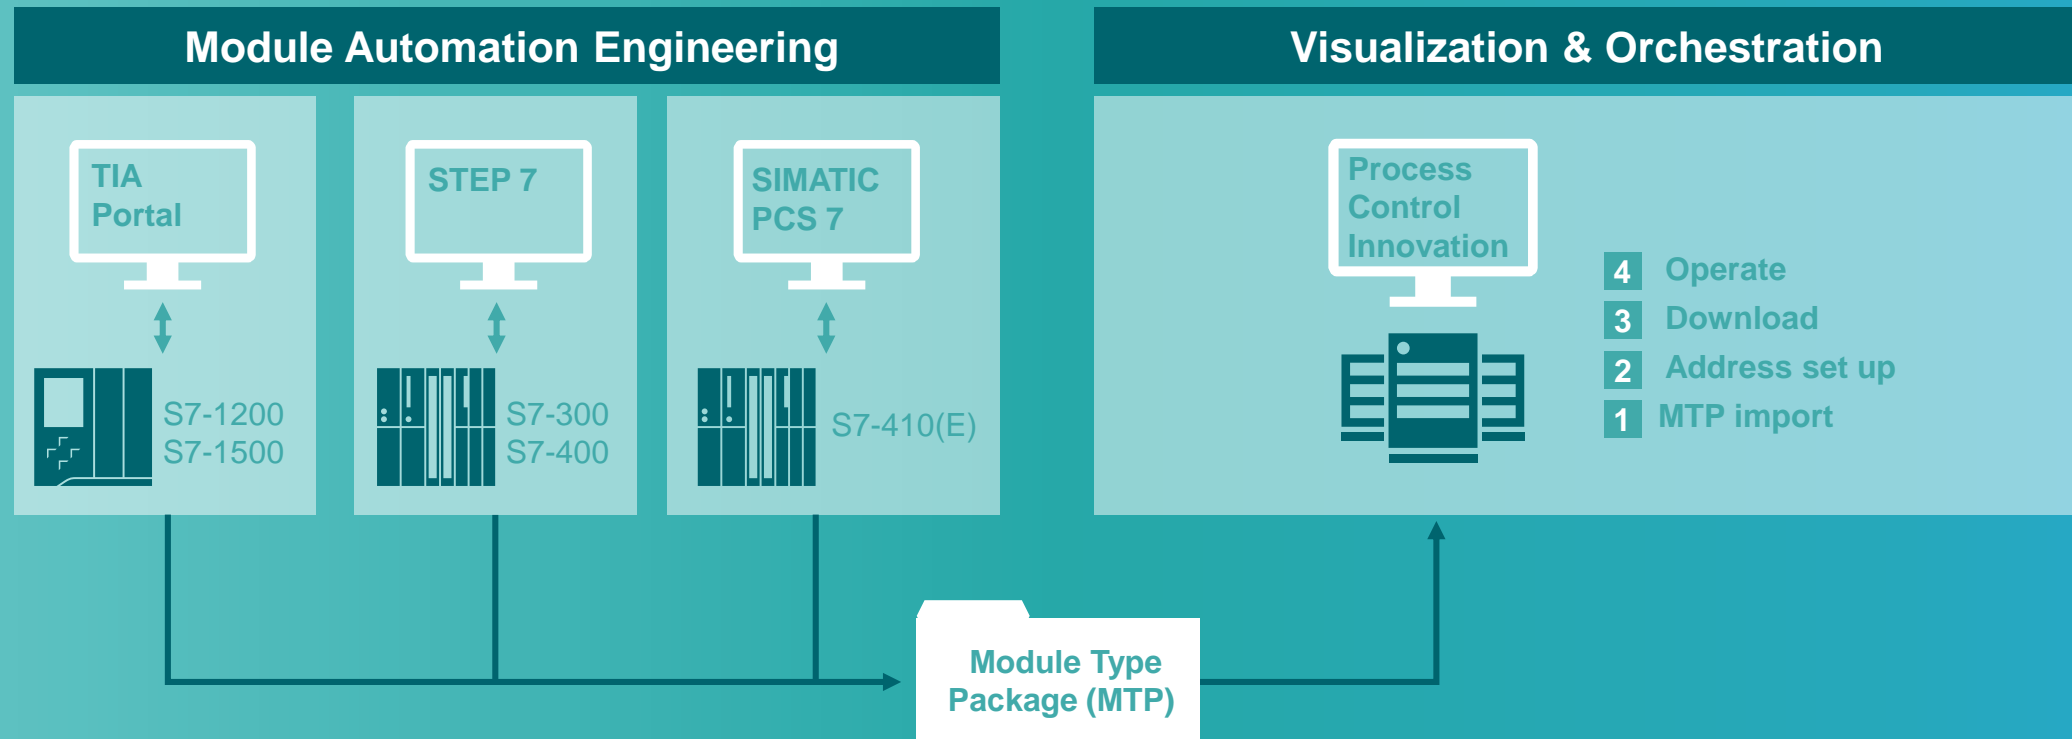 Module Automation Engineering
TIA
Portal
S7-1200
S7-1500
STEP 7
S7-300
S7-400
SIMATIC
PCS 7
S7-410(E)
Visualization & Orchestration
Process
Control
Innovation
4 Operate
3 Download
2 Address set up
1 MTP import
Module Type
Package (MTP)